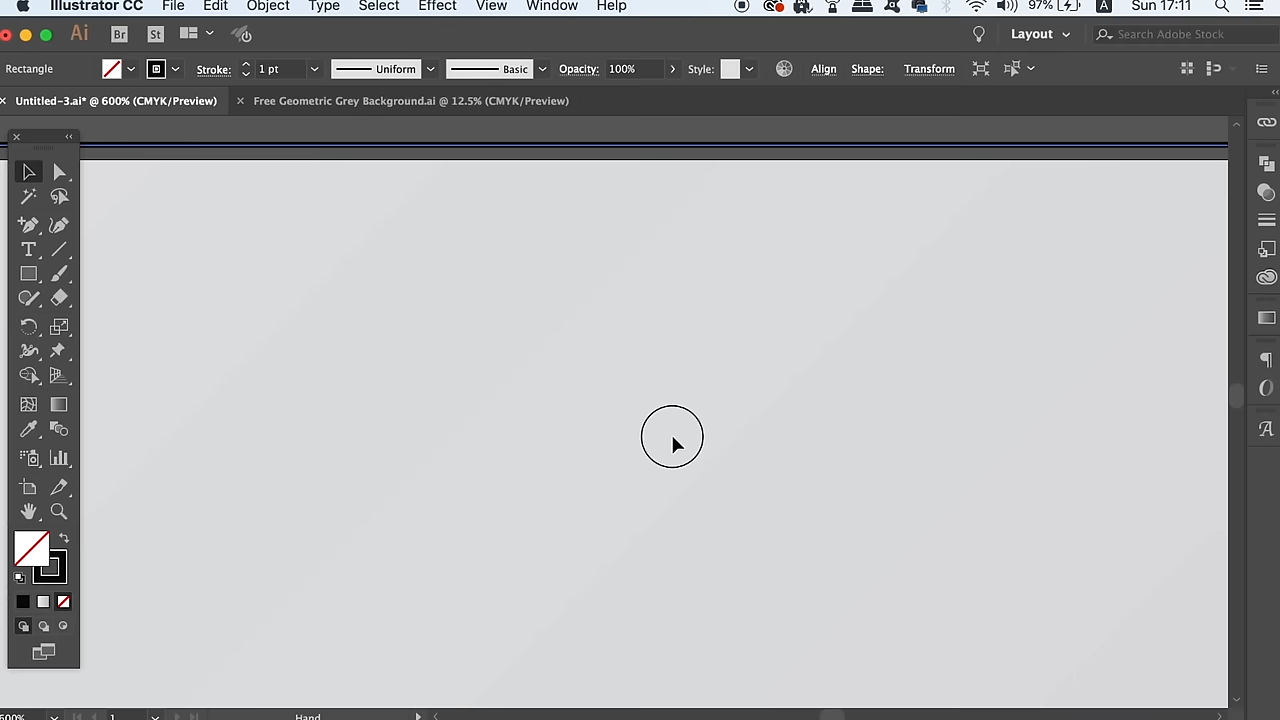 Illustrator CC File Edit Object Type Select Effect View Window Help 97% A Sun 17:11
Ai Br St Layout Search Adobe Stock
Rectangle Stroke: 1 pt Uniform Basic Opacity: 100% Style: Align Shape: Transform
Untitled-3.ai* @ 600% (CMYK/Preview) Free Geometric Grey Background.ai @ 12.5% (CMYK/Preview)
600% 1 Hand